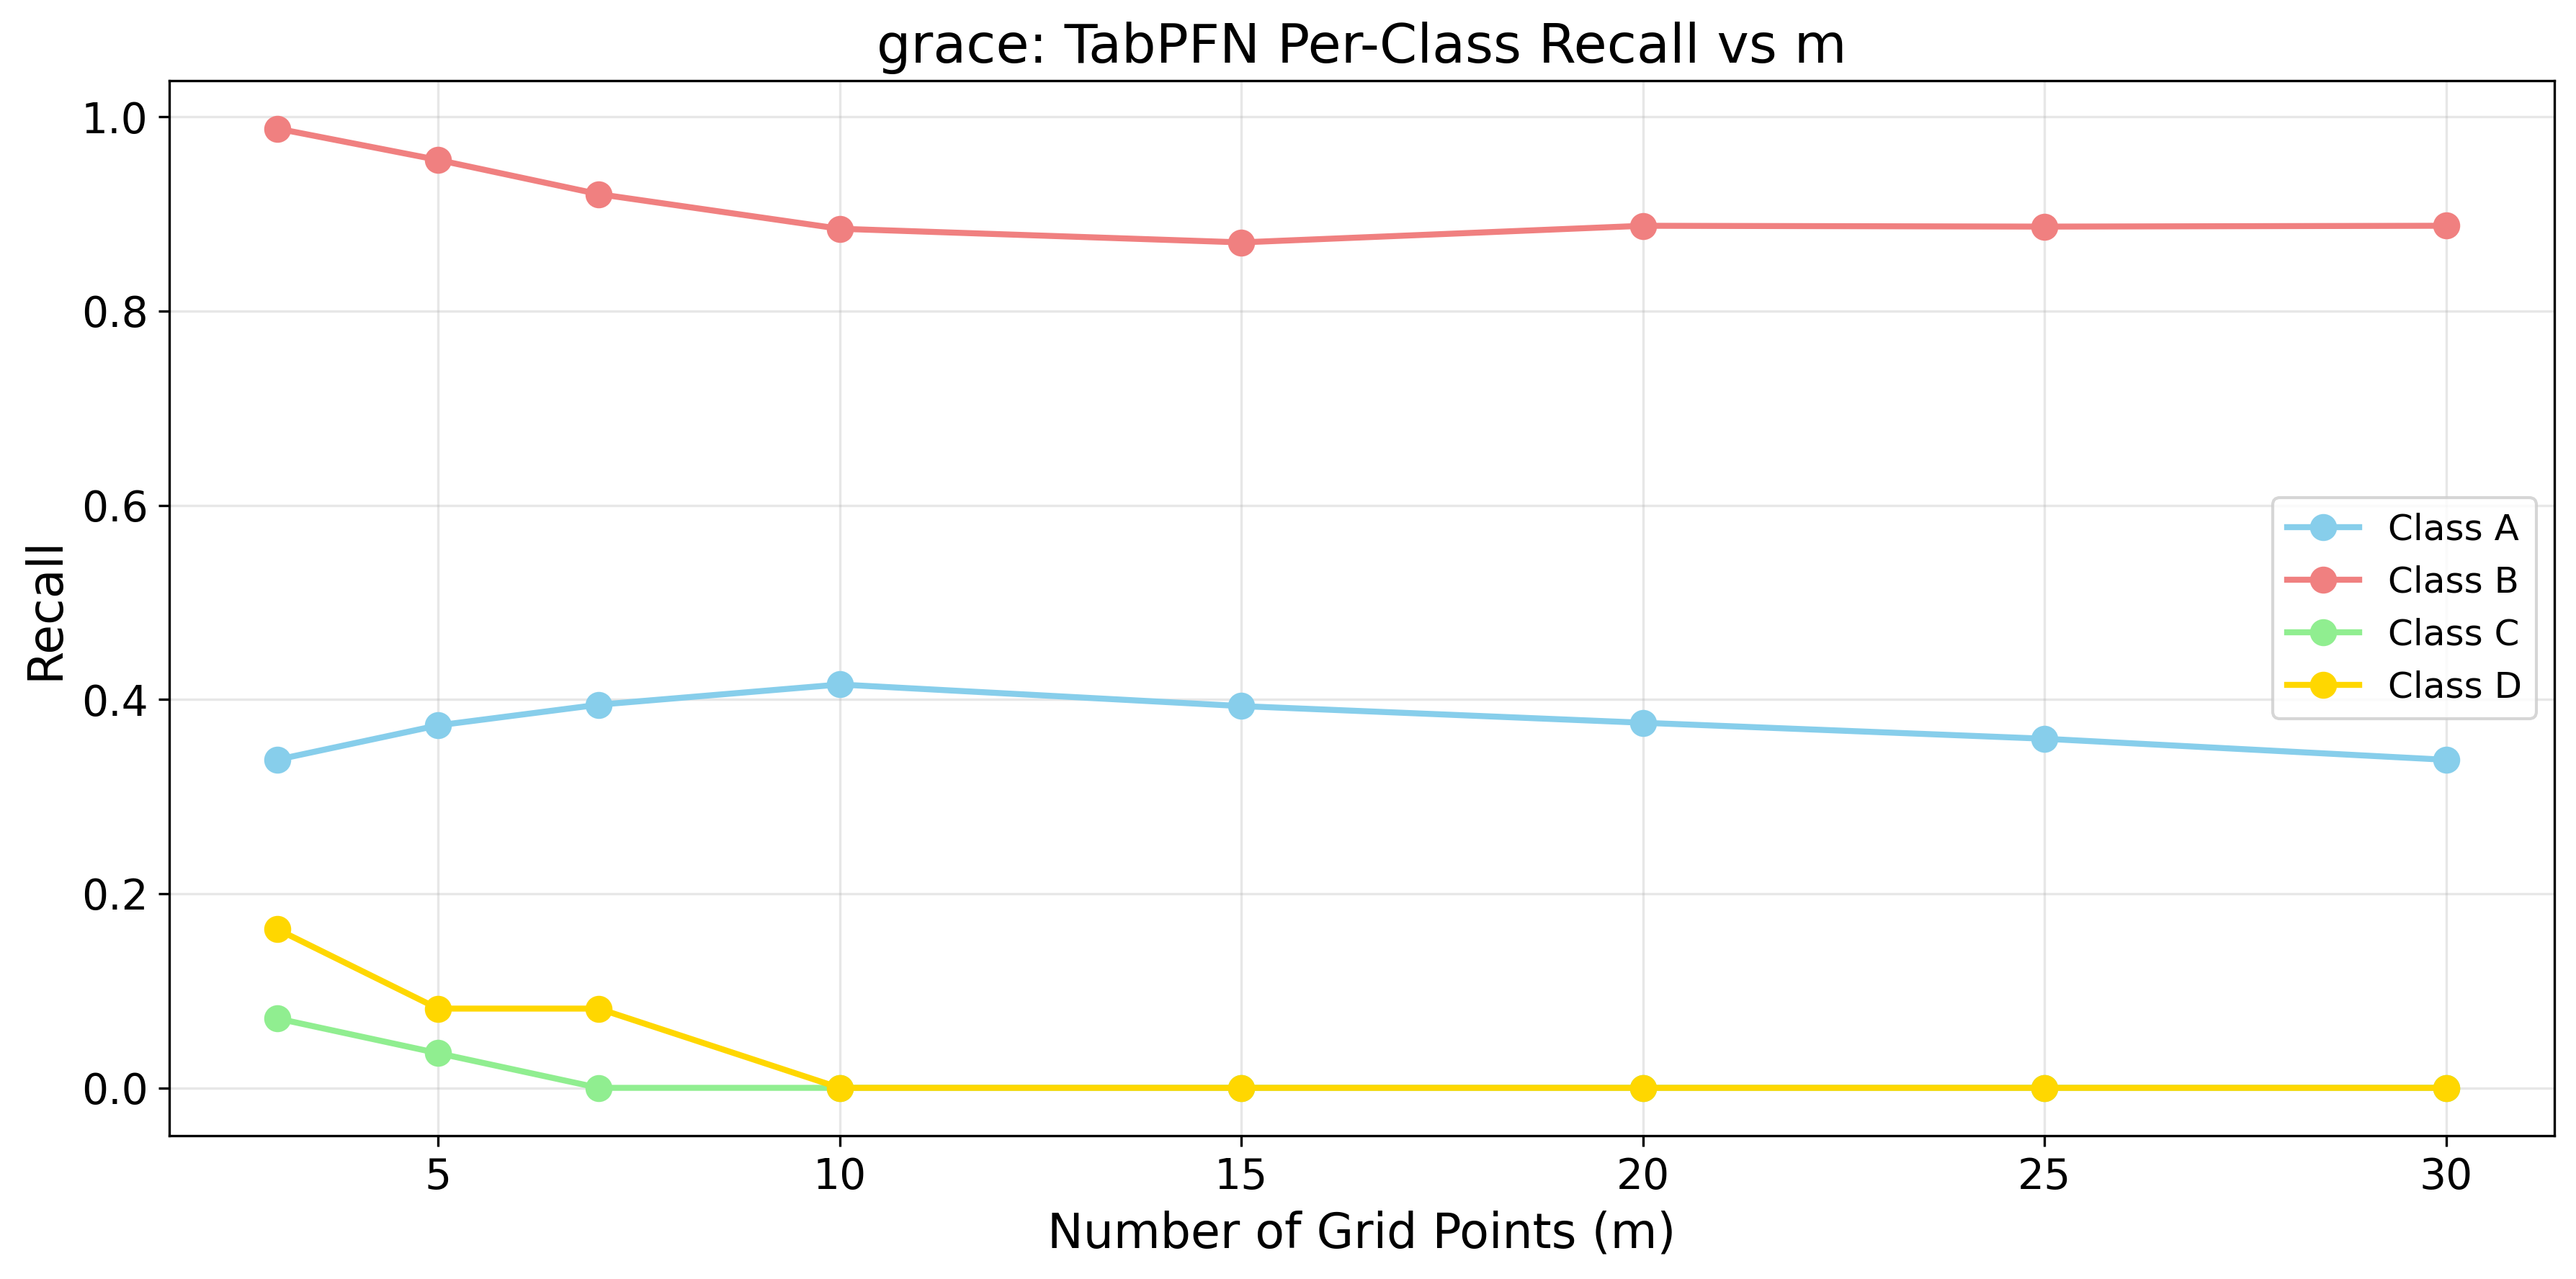 grace: TabPFN Per-Class Recall vs m
1.0
0.8
0.6
0.4
0.2
0.0
Recall
Class A
Class B
Class C
Class D
5 10 15 20 25 30
Number of Grid Points (m)